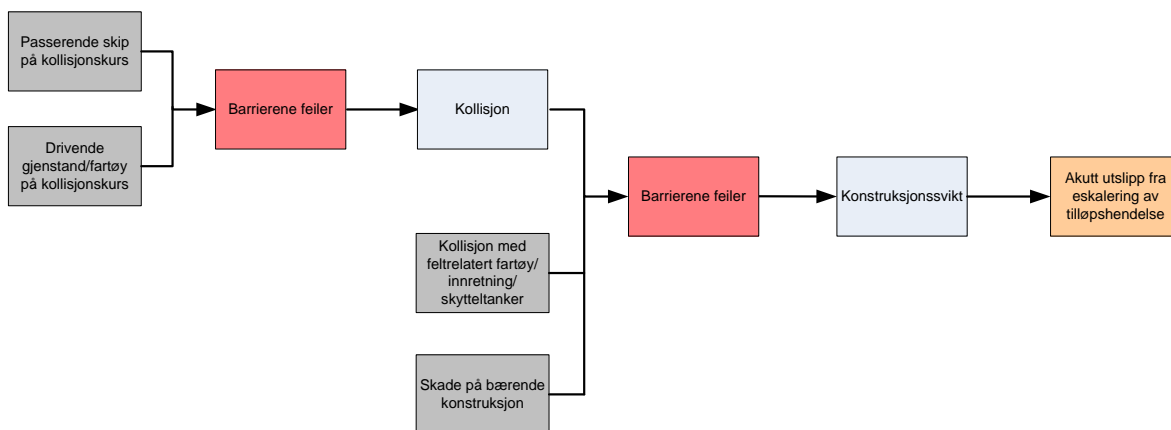 Passerende skip
på kollisjonskurs
Drivende
gjenstand/fartøy
på kollisjonskurs
Barrierene feiler
Kollisjon
Kollisjon med
feltrelatert fartøy/
innretning/
skytteltanker
Skade på bærende
konstruksjon
Barrierene feiler
Konstruksjonssvikt
Akutt utslipp fra
eskalering av
tilløpshendelse